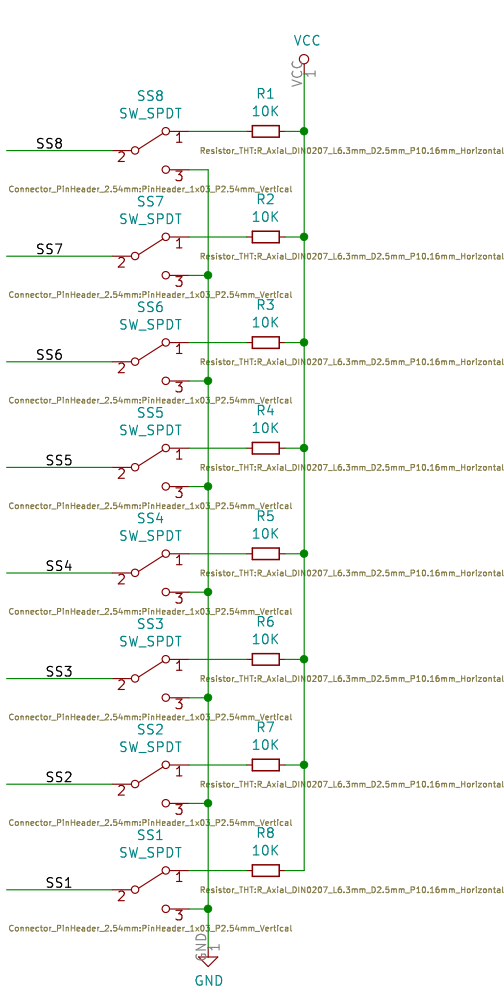 VCC
VCC
1
SS8
SW_SPDT
R1
10K
SS8
1
2
3
Resistor_THT:R_Axial_DIN0207_L6.3mm_D2.5mm_P10.16mm_Horizontal
Connector_PinHeader_2.54mm:PinHeader_1x03_P2.54mm_Vertical
SS7
SW_SPDT
R2
10K
SS7
1
2
3
Resistor_THT:R_Axial_DIN0207_L6.3mm_D2.5mm_P10.16mm_Horizontal
Connector_PinHeader_2.54mm:PinHeader_1x03_P2.54mm_Vertical
SS6
SW_SPDT
R3
10K
SS6
1
2
3
Resistor_THT:R_Axial_DIN0207_L6.3mm_D2.5mm_P10.16mm_Horizontal
Connector_PinHeader_2.54mm:PinHeader_1x03_P2.54mm_Vertical
SS5
SW_SPDT
R4
10K
SS5
1
2
3
Resistor_THT:R_Axial_DIN0207_L6.3mm_D2.5mm_P10.16mm_Horizontal
Connector_PinHeader_2.54mm:PinHeader_1x03_P2.54mm_Vertical
SS4
SW_SPDT
R5
10K
SS4
1
2
3
Resistor_THT:R_Axial_DIN0207_L6.3mm_D2.5mm_P10.16mm_Horizontal
Connector_PinHeader_2.54mm:PinHeader_1x03_P2.54mm_Vertical
SS3
SW_SPDT
R6
10K
SS3
1
2
3
Resistor_THT:R_Axial_DIN0207_L6.3mm_D2.5mm_P10.16mm_Horizontal
Connector_PinHeader_2.54mm:PinHeader_1x03_P2.54mm_Vertical
SS2
SW_SPDT
R7
10K
SS2
1
2
3
Resistor_THT:R_Axial_DIN0207_L6.3mm_D2.5mm_P10.16mm_Horizontal
Connector_PinHeader_2.54mm:PinHeader_1x03_P2.54mm_Vertical
SS1
SW_SPDT
R8
10K
SS1
1
2
3
Resistor_THT:R_Axial_DIN0207_L6.3mm_D2.5mm_P10.16mm_Horizontal
Connector_PinHeader_2.54mm:PinHeader_1x03_P2.54mm_Vertical
GND
1
GND